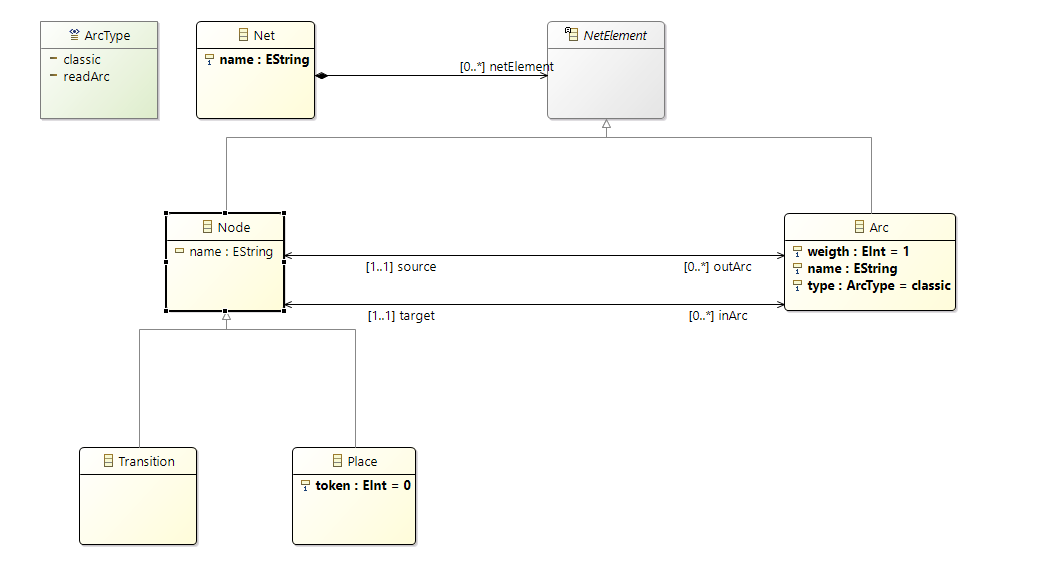 ArcType
classic
readArc
Net
name : EString
[0..*] netElement
NetElement
Node
name : EString
[1..1] source
[0..*] outArc
[1..1] target
[0..*] inArc
Arc
weigth : EInt = 1
name : EString
type : ArcType = classic
Transition
Place
token : EInt = 0